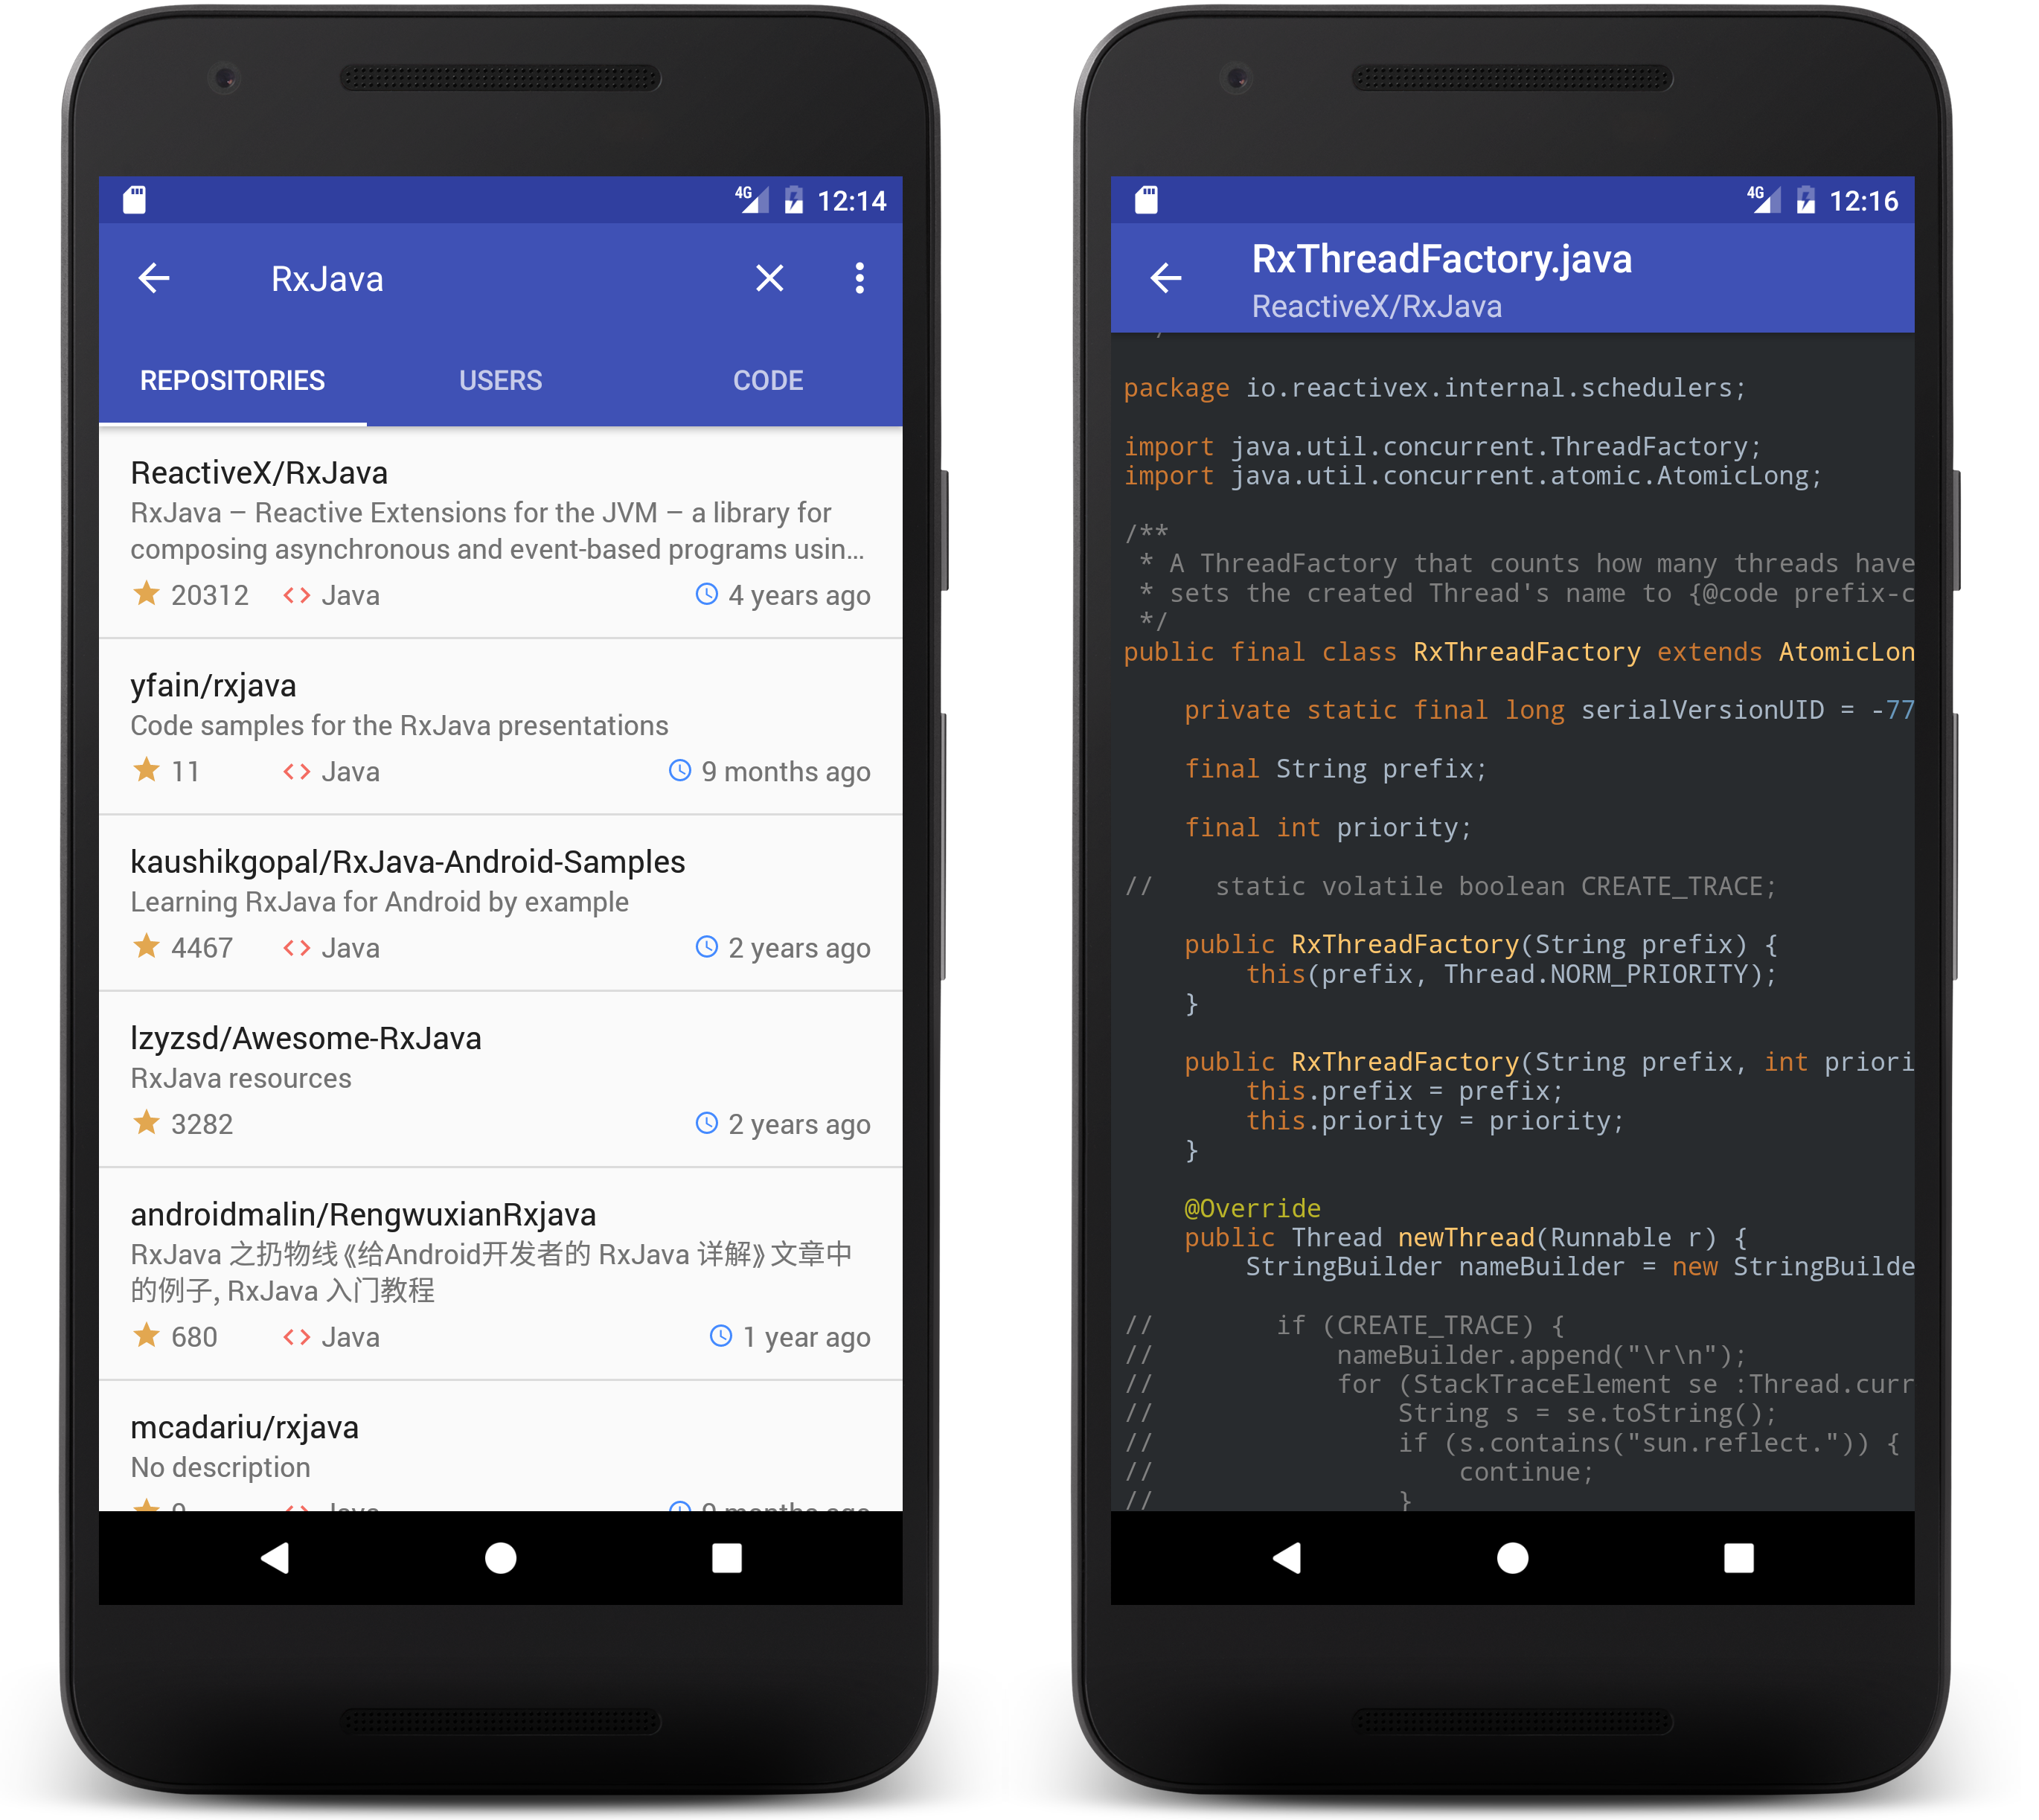 4G 12:14
RxJava
REPOSITORIES USERS CODE
ReactiveX/RxJava
RxJava – Reactive Extensions for the JVM – a library for
composing asynchronous and event-based programs usin…
20312 Java 4 years ago
yfain/rxjava
Code samples for the RxJava presentations
11 Java 9 months ago
kaushikgopal/RxJava-Android-Samples
Learning RxJava for Android by example
4467 Java 2 years ago
lzyzsd/Awesome-RxJava
RxJava resources
3282 2 years ago
androidmalin/RengwuxianRxjava
RxJava 之扔物线《给Android开发者的 RxJava 详解》文章中
的例子, RxJava 入门教程
680 Java 1 year ago
mcadariu/rxjava
No description
Java months ago
4G 12:16
RxThreadFactory.java
ReactiveX/RxJava
package io.reactivex.internal.schedulers;
import java.util.concurrent.ThreadFactory;
import java.util.concurrent.atomic.AtomicLong;
/**
* A ThreadFactory that counts how many threads have
* sets the created Thread's name to {@code prefix-c
*/
public final class RxThreadFactory extends AtomicLon
private static final long serialVersionUID = -77
final String prefix;
final int priority;
// static volatile boolean CREATE_TRACE;
public RxThreadFactory(String prefix) {
this(prefix, Thread.NORM_PRIORITY);
}
public RxThreadFactory(String prefix, int priori
this.prefix = prefix;
this.priority = priority;
}
@Override
public Thread newThread(Runnable r) {
StringBuilder nameBuilder = new StringBuilde
// if (CREATE_TRACE) {
// nameBuilder.append("\r\n");
// for (StackTraceElement se :Thread.curr
// String s = se.toString();
// if (s.contains("sun.reflect.")) {
// continue;
// }